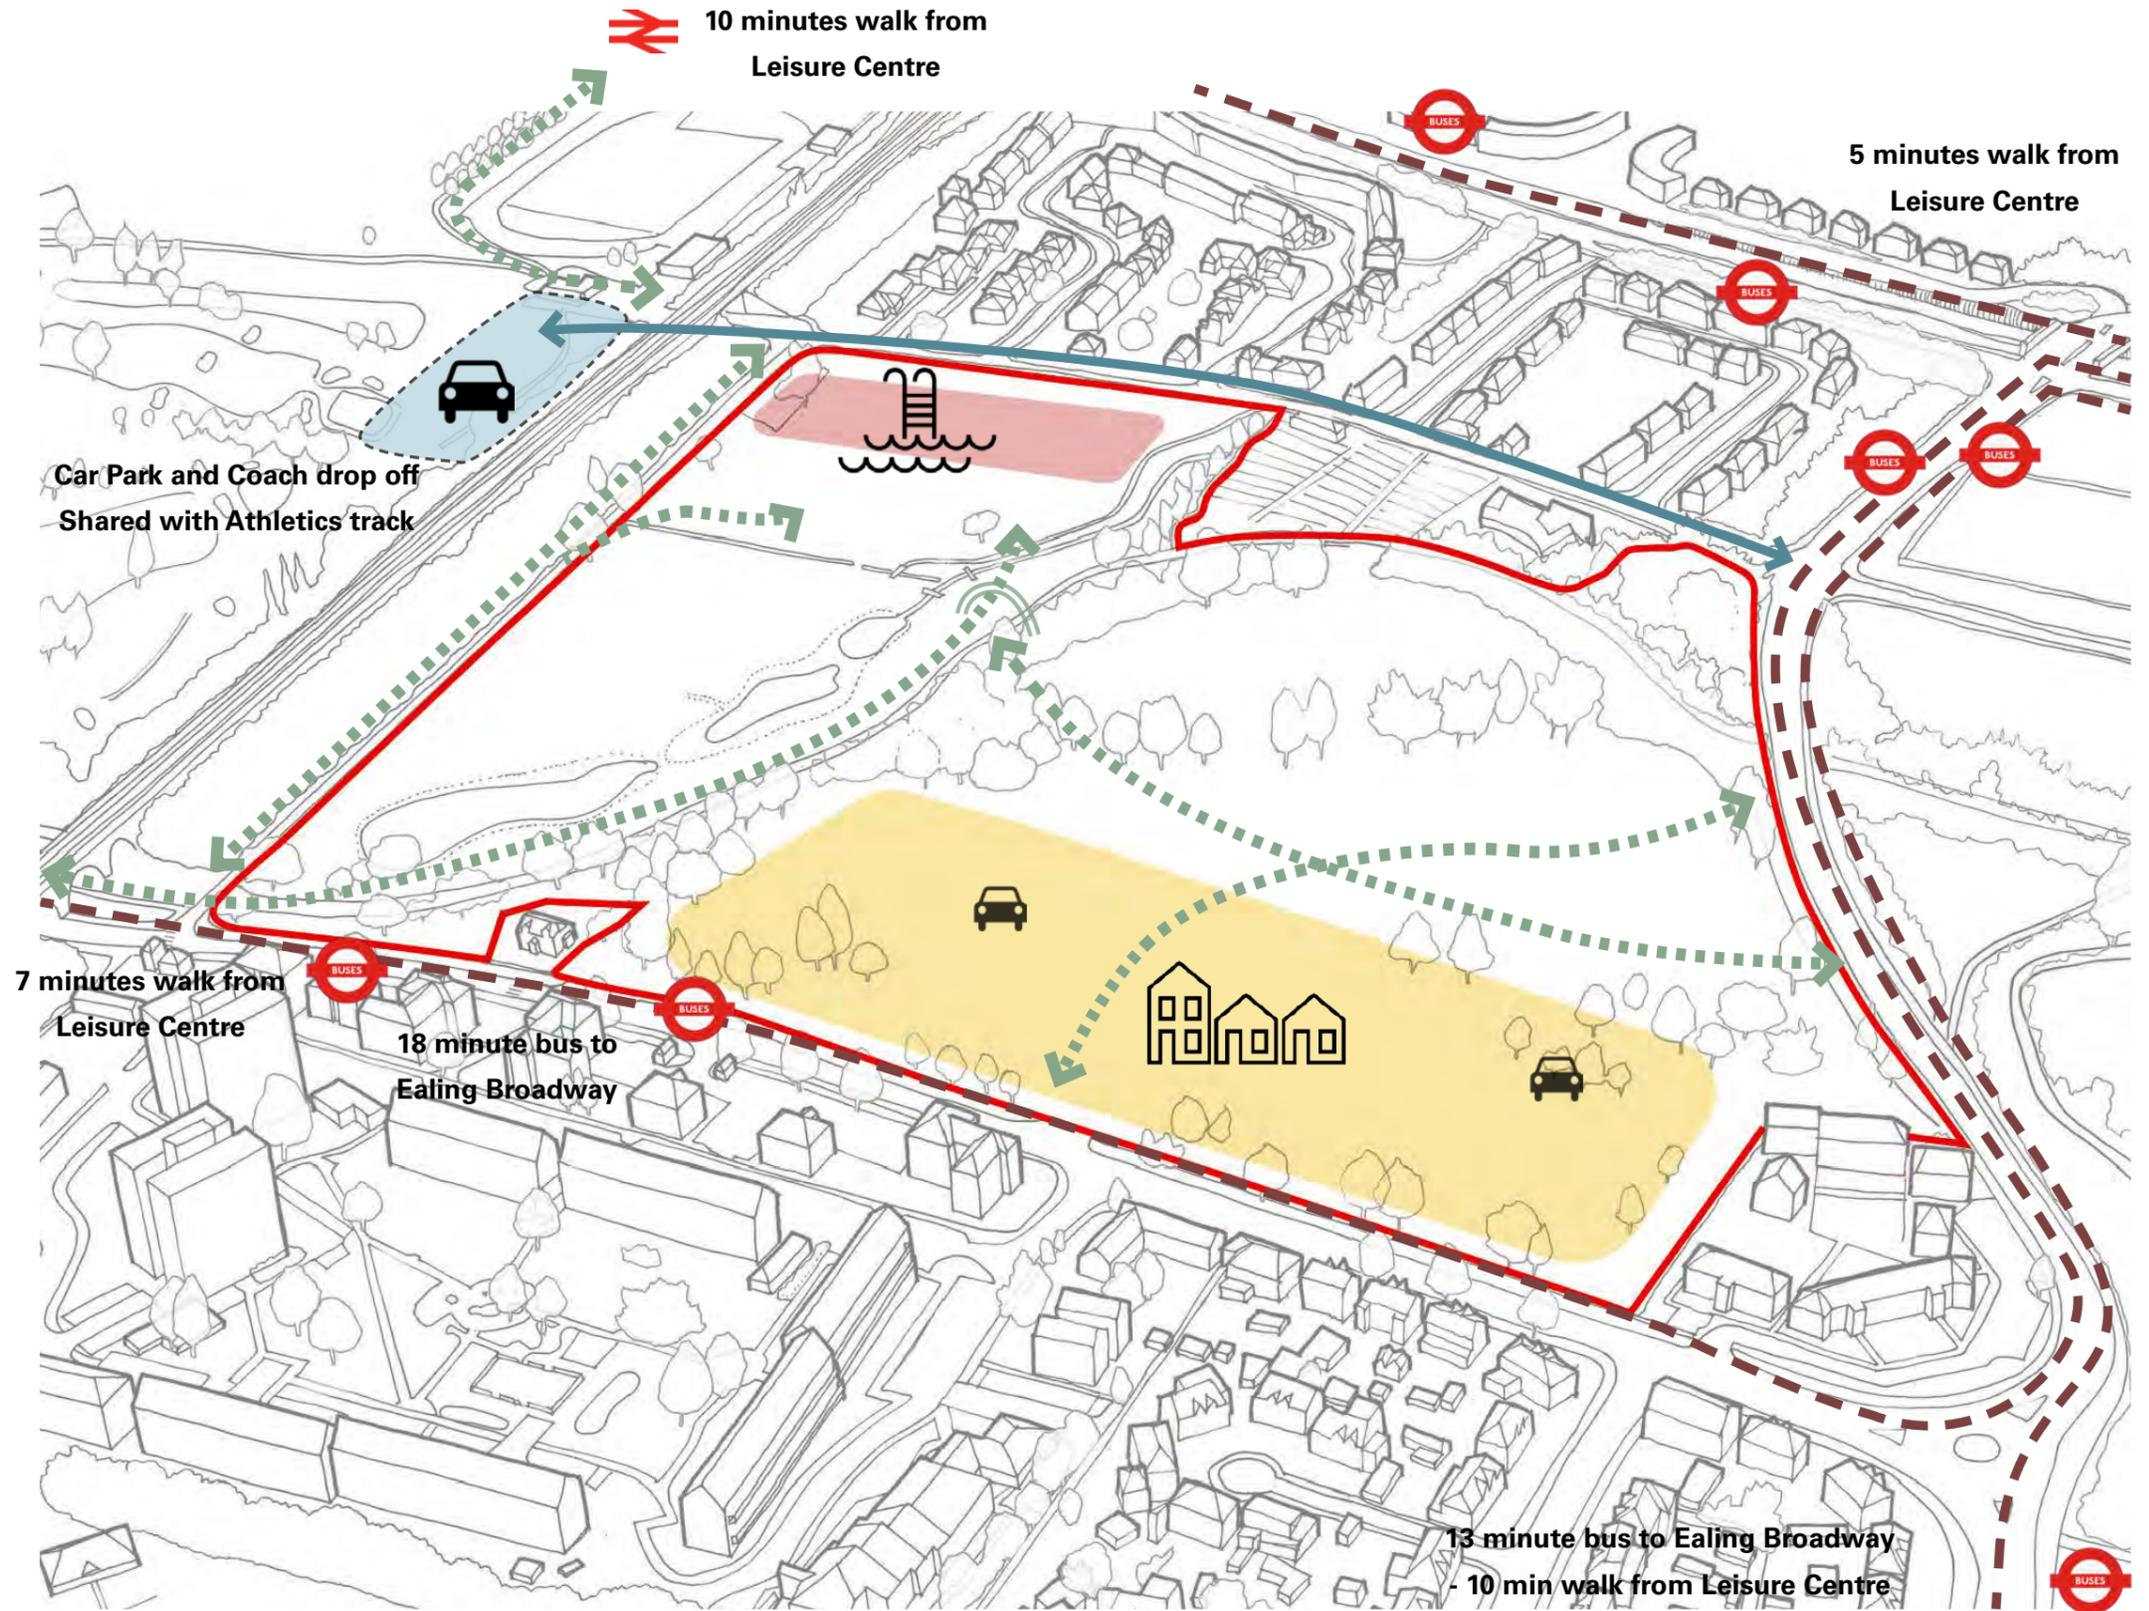 10 minutes walk from
Leisure Centre
BUSES
5 minutes walk from
Leisure Centre
BUSES
BUSES
BUSES
Car Park and Coach drop off
Shared with Athletics track
BUSES
7 minutes walk from
Leisure Centre
BUSES
18 minute bus to
Ealing Broadway
13 minute bus to Ealing Broadway
- 10 min walk from Leisure Centre
BUSES